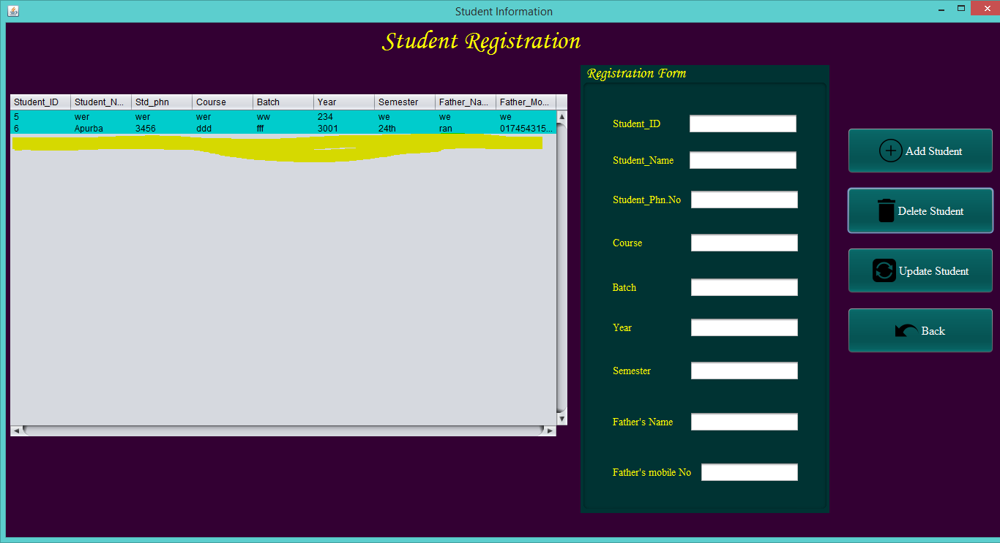 Student Information
Student Registration
Student_ID Student_N... Std_phn Course Batch Year Semester Father_Na... Father_Mo...
5 wer wer wer ww 234 we we we
6 Apurba 3456 ddd fff 3001 24th ran 017454315...
Registration Form
Student_ID
Student_Name
Student_Phn.No
Course
Batch
Year
Semester
Father's Name
Father's mobile No
Add Student
Delete Student
Update Student
Back